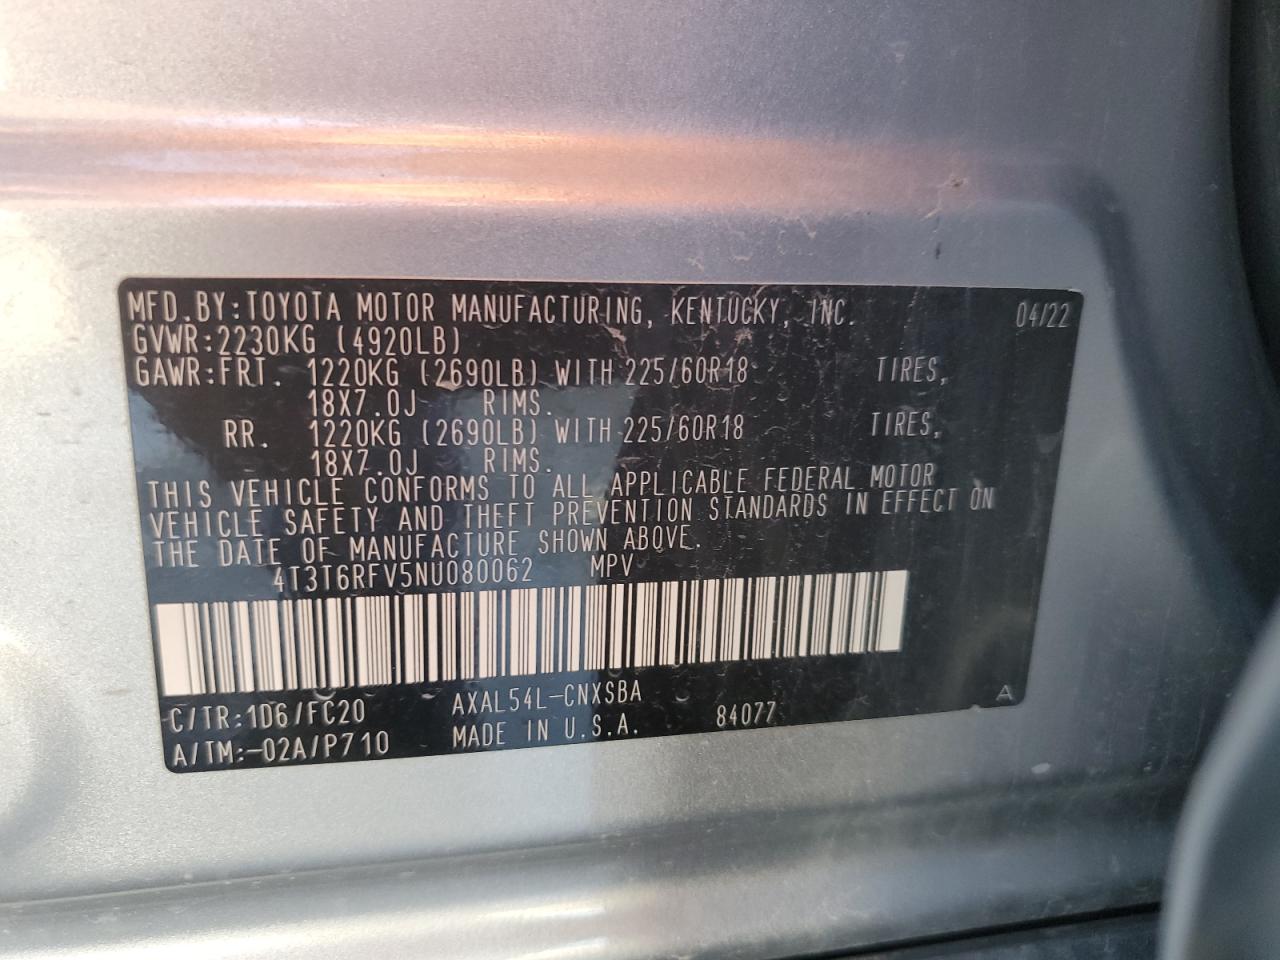 MFD.BY:TOYOTA MOTOR MANUFACTURING, KENTUCKY, INC. 04/22
GVWR:2230KG (4920LB)
GAWR:FRT. 1220KG (2690LB) WITH 225/60R18 TIRES,
18X7.0J RIMS.
RR. 1220KG (2690LB) WITH 225/60R18 TIRES,
18X7.0J RIMS.
THIS VEHICLE CONFORMS TO ALL APPLICABLE FEDERAL MOTOR
VEHICLE SAFETY AND THEFT PREVENTION STANDARDS IN EFFECT ON
THE DATE OF MANUFACTURE SHOWN ABOVE.
4T3T6RFV5NU080062 MPV
C/TR:1D6/FC20 AXAL54L-CNXSBA A
A/TM:-02A/P710 MADE IN U.S.A. 84077